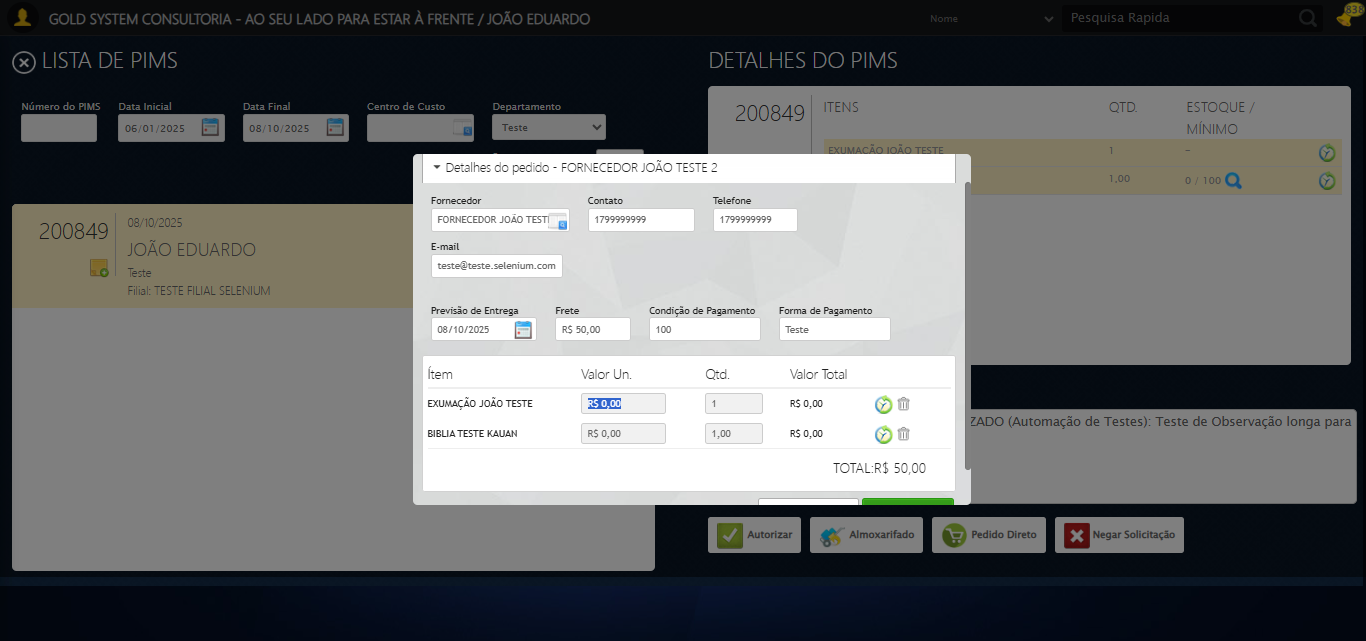 GOLD SYSTEM CONSULTORIA - AO SEU LADO PARA ESTAR À FRENTE / JOÃO EDUARDO
Nome
Pesquisa Rapida
838
LISTA DE PIMS
Número do PIMS
Data Inicial
Data Final
Centro de Custo
Departamento
06/01/2025
08/10/2025
Teste
200849
08/10/2025
JOÃO EDUARDO
Teste
Filial: TESTE FILIAL SELENIUM
DETALHES DO PIMS
200849
ITENS
QTD.
ESTOQUE /
MÍNIMO
EXUMAÇÃO JOÃO TESTE
1
-
1,00
0 / 100
Detalhes do pedido - FORNECEDOR JOÃO TESTE 2
Fornecedor
Contato
Telefone
FORNECEDOR JOÃO TEST
1799999999
1799999999
E-mail
teste@teste.selenium.com
Previsão de Entrega
Frete
Condição de Pagamento
Forma de Pagamento
08/10/2025
R$ 50,00
100
Teste
Ítem
Valor Un.
Qtd.
Valor Total
EXUMAÇÃO JOÃO TESTE
R$ 0,00
1
R$ 0,00
BIBLIA TESTE KAUAN
R$ 0,00
1,00
R$ 0,00
TOTAL:R$ 50,00
ZADO (Automação de Testes): Teste de Observação longa para
Autorizar
Almoxarifado
Pedido Direto
Negar Solicitação